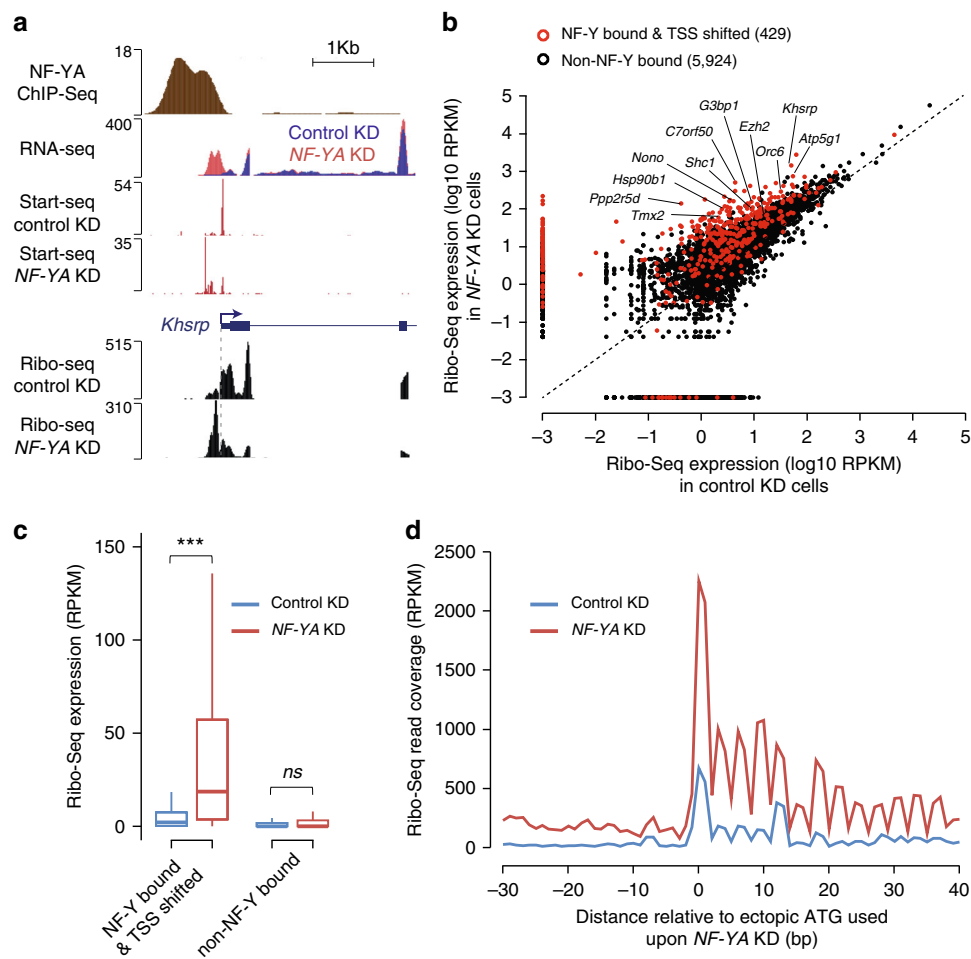 a
1Kb
18
NF-YA
ChIP-Seq
400
RNA-seq
Control KD
NF-YA KD
54
Start-seq
control KD
35
Start-seq
NF-YA KD
Khsrp
515
Ribo-seq
control KD
310
Ribo-seq
NF-YA KD
b
NF-Y bound & TSS shifted (429)
Non-NF-Y bound (5,924)
Ribo-Seq expression (log10 RPKM)
in NF-YA KD cells
5
4
3
2
1
0
−1
−2
−3
G3bp1
Khsrp
C7orf50
Ezh2
Atp5g1
Nono
Shc1
Orc6
Hsp90b1
Ppp2r5d
Tmx2
−3 −2 −1 0 1 2 3 4 5
Ribo-Seq expression (log10 RPKM)
in control KD cells
c
Ribo-Seq expression (RPKM)
150
100
50
0
***
Control KD
NF-YA KD
ns
NF-Y bound
& TSS shifted
non-NF-Y bound
d
Ribo-Seq read coverage (RPKM)
2500
2000
1500
1000
500
0
Control KD
NF-YA KD
−30 −20 −10 0 10 20 30 40
Distance relative to ectopic ATG used
upon NF-YA KD (bp)